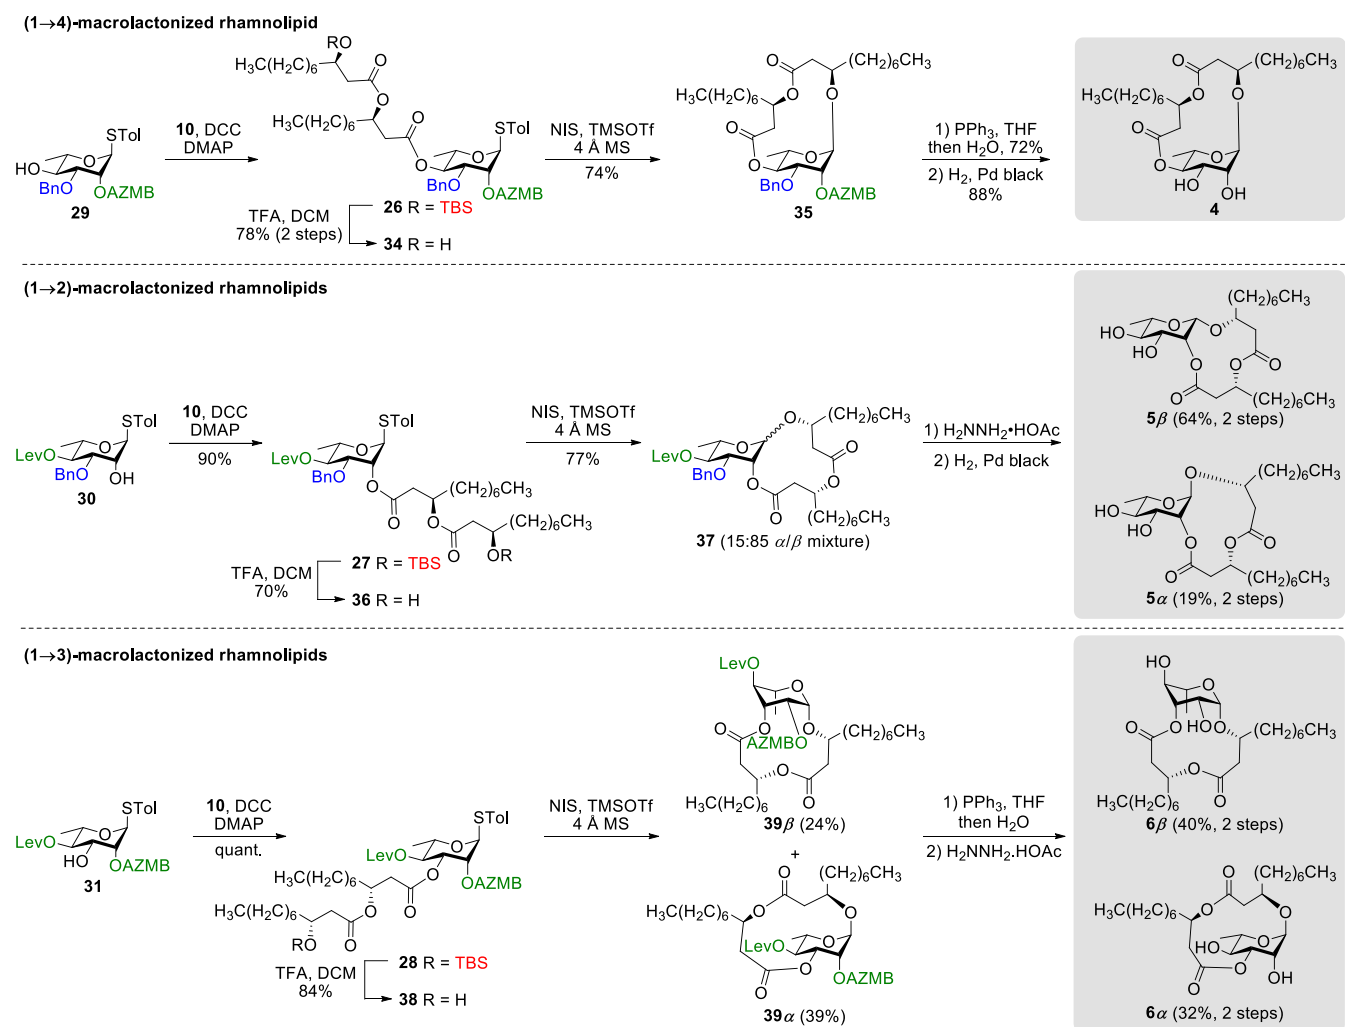 (1→4)-macrolactonized rhamnolipid
RO
H₃C(H₂C)₆
O
O
H₃C(H₂C)₆
O
STol
HO
O
BnO
OAZMB
29
10, DCC
DMAP
O
STol
O
BnO
OAZMB
26 R = TBS
TFA, DCM
78% (2 steps)
34 R = H
NIS, TMSOTf
4 Å MS
74%
O
(CH₂)₆CH₃
H₃C(H₂C)₆
O
O
O
O
O
BnO
OAZMB
35
1) PPh₃, THF
then H₂O, 72%
2) H₂, Pd black
88%
O
(CH₂)₆CH₃
H₃C(H₂C)₆
O
O
O
O
O
HO
OH
4
(1→2)-macrolactonized rhamnolipids
STol
LevO
O
BnO
OH
30
10, DCC
DMAP
90%
STol
LevO
O
BnO
O
(CH₂)₆CH₃
O
O
(CH₂)₆CH₃
O
OR
27 R = TBS
TFA, DCM
70%
36 R = H
NIS, TMSOTf
4 Å MS
77%
O
(CH₂)₆CH₃
LevO
O
BnO
O
O
O
O
(CH₂)₆CH₃
37 (15:85 α/β mixture)
1) H₂NNH₂•HOAc
2) H₂, Pd black
(CH₂)₆CH₃
O
O
HO
HO
O
O
O
O
(CH₂)₆CH₃
5β (64%, 2 steps)
(CH₂)₆CH₃
O
O
HO
HO
O
O
O
O
(CH₂)₆CH₃
5α (19%, 2 steps)
(1→3)-macrolactonized rhamnolipids
STol
LevO
O
HO
OAZMB
31
10, DCC
DMAP
quant.
STol
LevO
O
O
OAZMB
H₃C(H₂C)₆
H₃C(H₂C)₆
O
O
RO
O
28 R = TBS
TFA, DCM
84%
38 R = H
NIS, TMSOTf
4 Å MS
LevO
O
O
O
O
AZMBO
(CH₂)₆CH₃
O
O
H₃C(H₂C)₆
39β (24%)
+
O
(CH₂)₆CH₃
H₃C(H₂C)₆
O
O
LevO
O
O
O
OAZMB
39α (39%)
1) PPh₃, THF
then H₂O
2) H₂NNH₂.HOAc
HO
O
O
O
HO
O
(CH₂)₆CH₃
O
O
H₃C(H₂C)₆
6β (40%, 2 steps)
O
(CH₂)₆CH₃
H₃C(H₂C)₆
O
O
HO
O
O
O
OH
6α (32%, 2 steps)